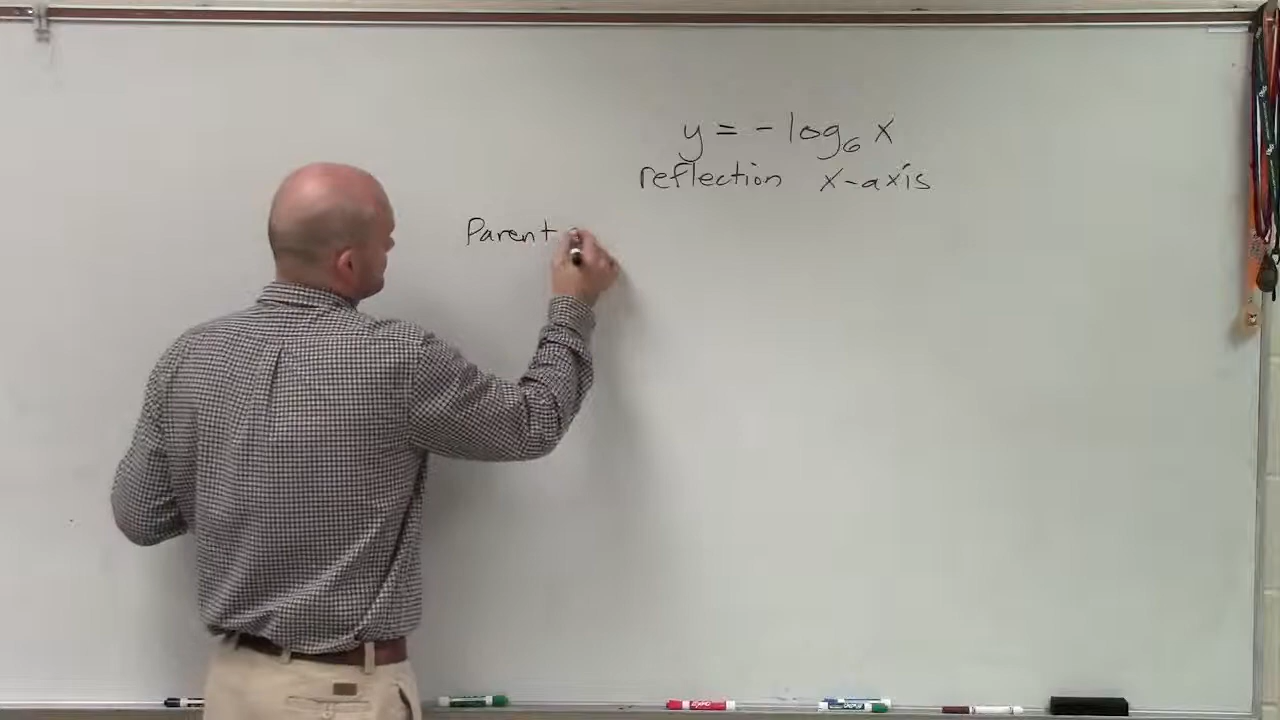 y = -log₆ x
reflection x-axis
Parent